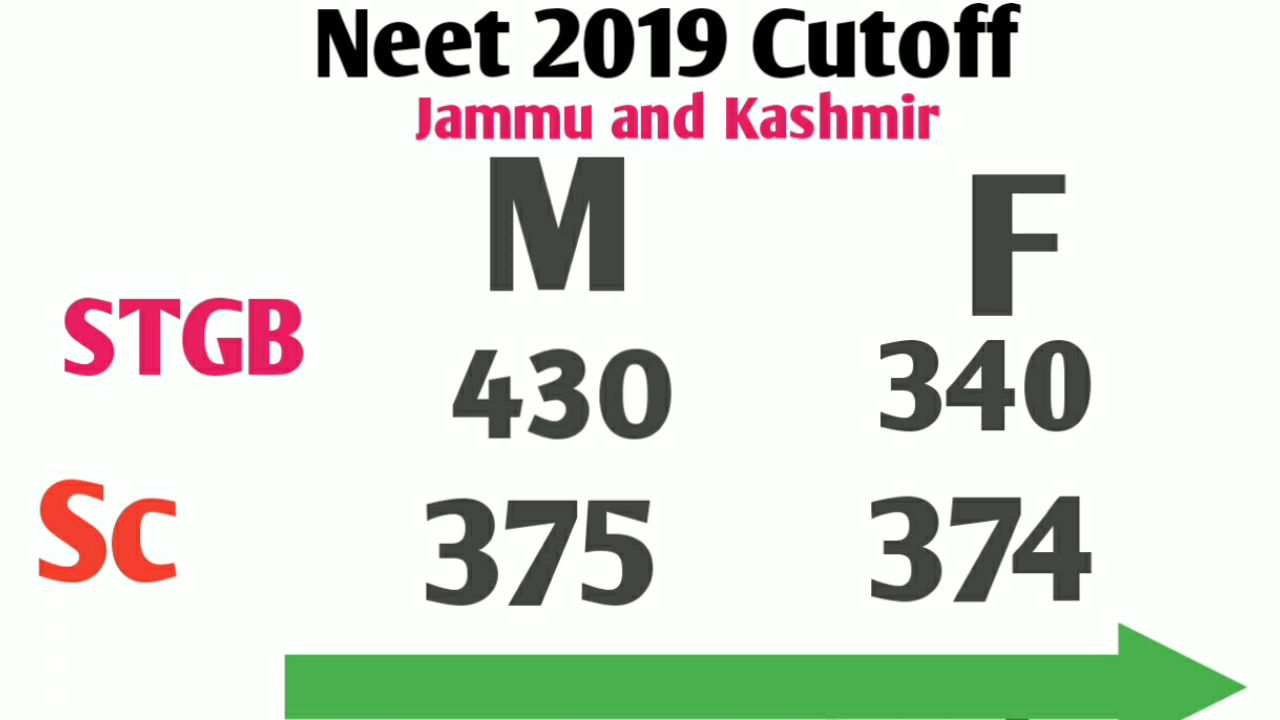 Neet 2019 Cutoff
Jammu and Kashmir
M F
STGB 430 340
Sc 375 374